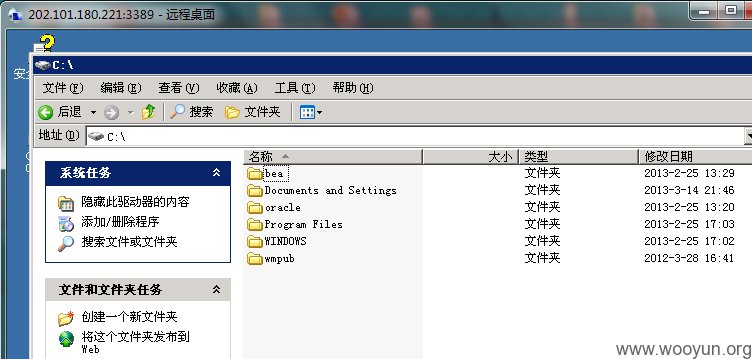 202.101.180.221:3389 - 远程桌面
C:\
文件(F) 编辑(E) 查看(V) 收藏(A) 工具(T) 帮助(H)
后退 搜索 文件夹
地址(D) C:\
名称 大小 类型 修改日期
系统任务
隐藏此驱动器的内容
添加/删除程序
搜索文件或文件夹
文件和文件夹任务
创建一个新文件夹
将这个文件夹发布到
Web
bea 文件夹 2013-2-25 13:29
Documents and Settings 文件夹 2013-3-14 21:46
oracle 文件夹 2013-2-25 13:20
Program Files 文件夹 2013-2-25 17:03
WINDOWS 文件夹 2013-2-25 17:02
wmpub 文件夹 2012-3-28 16:41
www.wooyun.org